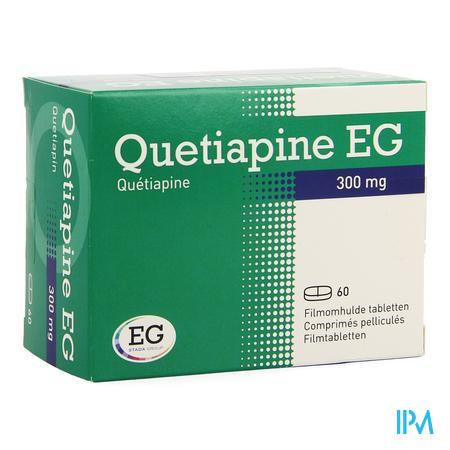 Quetiapine EG
Quétiapine
300 mg
60
Filmomhulde tabletten
Comprimés pelliculés
Filmtabletten
EG
STADA GROUP
Quetiapine EG
Quetiapin
300 mg
60
IPM